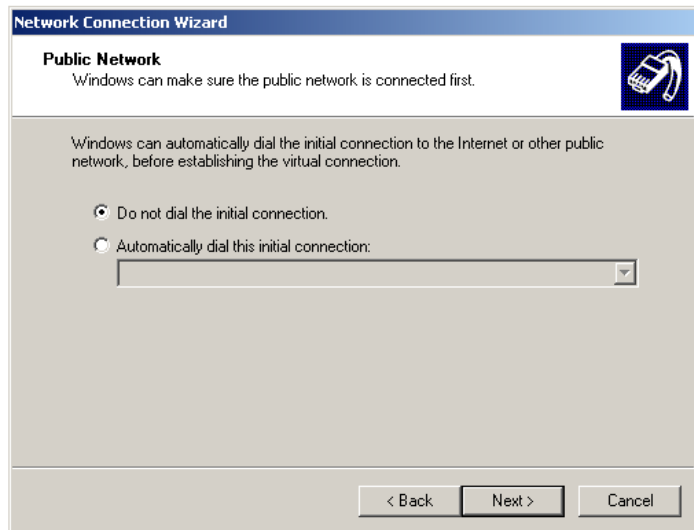 Network Connection Wizard
Public Network
Windows can make sure the public network is connected first.
Windows can automatically dial the initial connection to the Internet or other public
network, before establishing the virtual connection.
Do not dial the initial connection.
Automatically dial this initial connection:
< Back
Next >
Cancel